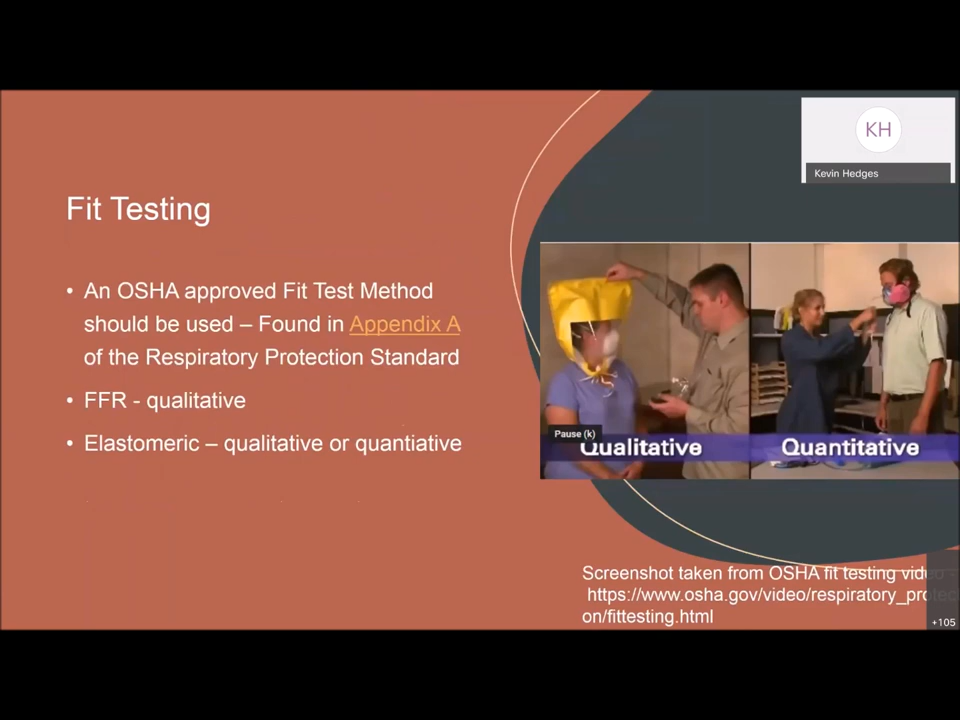 KH
Kevin Hedges
Fit Testing
• An OSHA approved Fit Test Method
should be used – Found in Appendix A
of the Respiratory Protection Standard
• FFR - qualitative
• Elastomeric – qualitative or quantiative
Pause (k)
Qualitative
Quantitative
Screenshot taken from OSHA fit testing video -
https://www.osha.gov/video/respiratory_protec
on/fittesting.html
+105